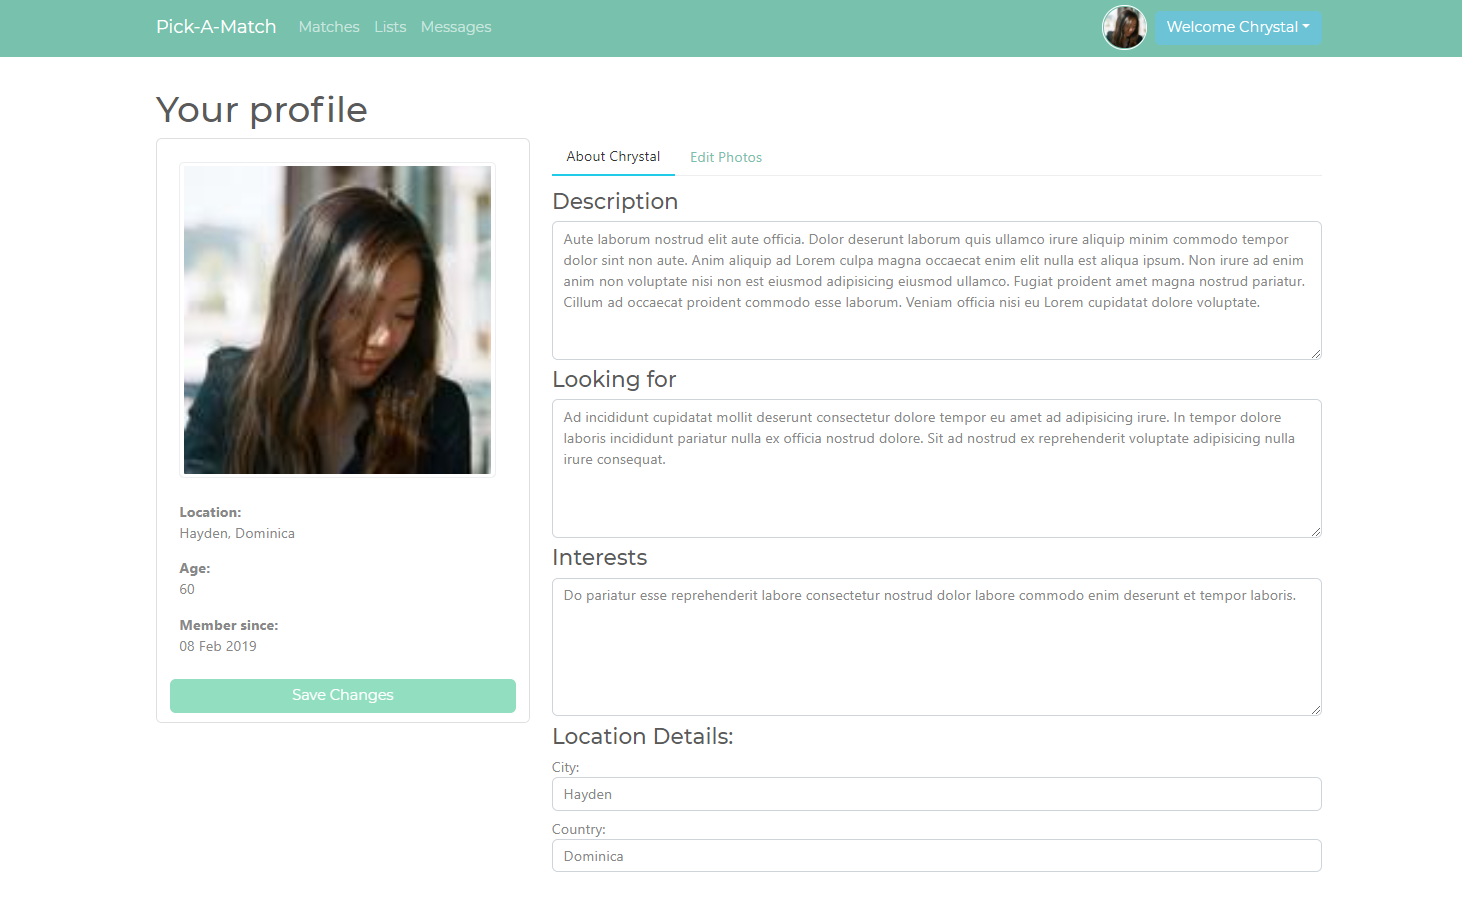 Pick-A-Match Matches Lists Messages Welcome Chrystal
Your profile
Location:
Hayden, Dominica
Age:
60
Member since:
08 Feb 2019
Save Changes
About Chrystal Edit Photos
Description
Aute laborum nostrud elit aute officia. Dolor deserunt laborum quis ullamco irure aliquip minim commodo tempor
dolor sint non aute. Anim aliquip ad Lorem culpa magna occaecat enim elit nulla est aliqua ipsum. Non irure ad enim
anim non voluptate nisi non est eiusmod adipisicing eiusmod ullamco. Fugiat proident amet magna nostrud pariatur.
Cillum ad occaecat proident commodo esse laborum. Veniam officia nisi eu Lorem cupidatat dolore voluptate.
Looking for
Ad incididunt cupidatat mollit deserunt consectetur dolore tempor eu amet ad adipisicing irure. In tempor dolore
laboris incididunt pariatur nulla ex officia nostrud dolore. Sit ad nostrud ex reprehenderit voluptate adipisicing nulla
irure consequat.
Interests
Do pariatur esse reprehenderit labore consectetur nostrud dolor labore commodo enim deserunt et tempor laboris.
Location Details:
City:
Hayden
Country:
Dominica